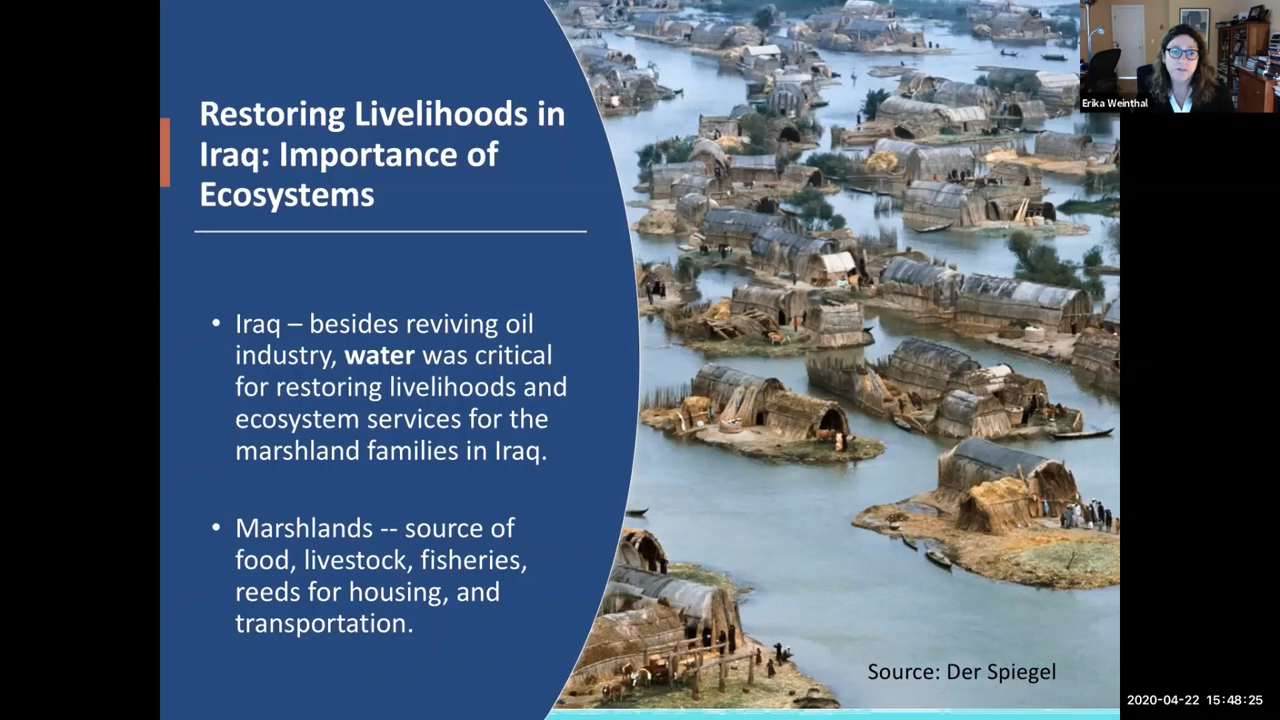 Restoring Livelihoods in
Iraq: Importance of
Ecosystems
• Iraq – besides reviving oil
industry, water was critical
for restoring livelihoods and
ecosystem services for the
marshland families in Iraq.
• Marshlands -- source of
food, livestock, fisheries,
reeds for housing, and
transportation.
Source: Der Spiegel
Erika Weinthal
2020-04-22 15:48:25